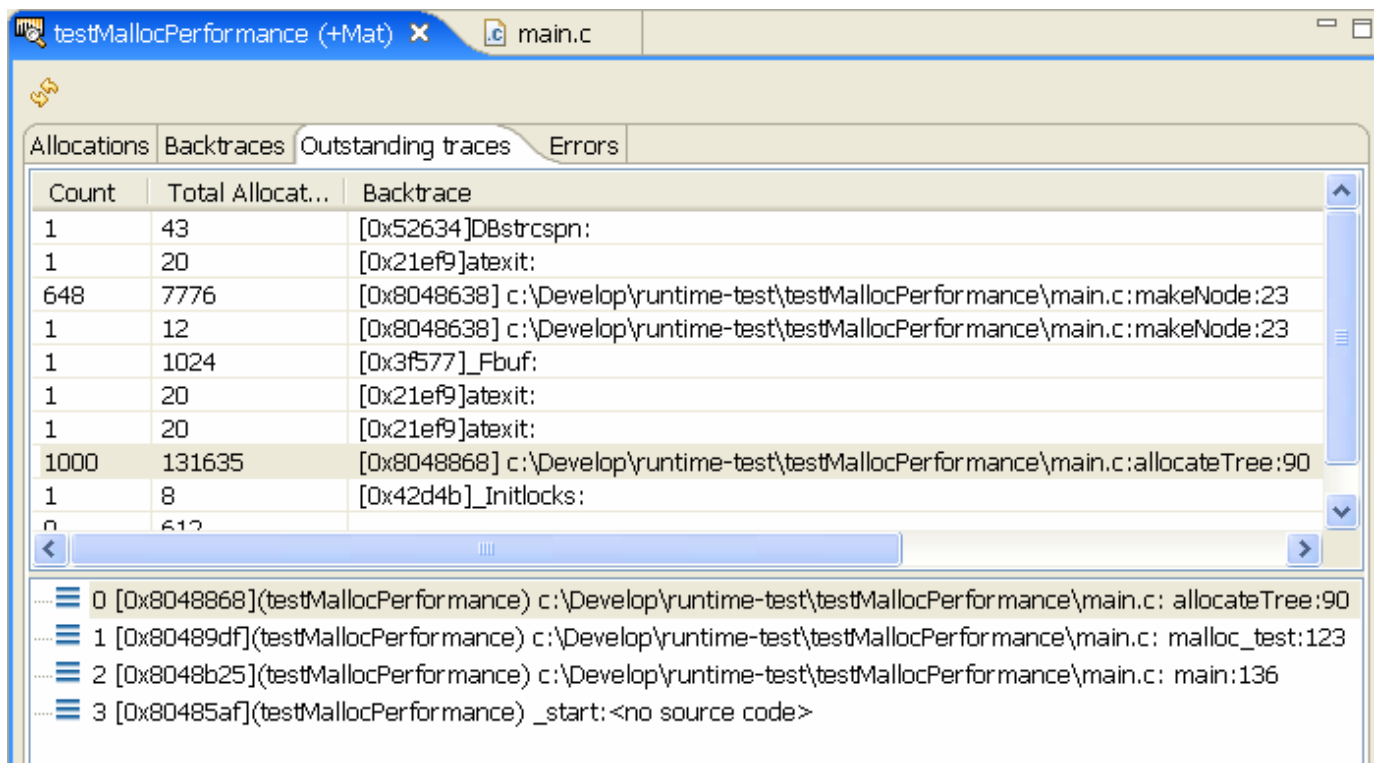 testMallocPerformance (+Mat) main.c
Allocations Backtraces Outstanding traces Errors
Count Total Allocat... Backtrace
1 43 [0x52634]DBstrcspn:
1 20 [0x21ef9]atexit:
648 7776 [0x8048638] c:\Develop\runtime-test\testMallocPerformance\main.c:makeNode:23
1 12 [0x8048638] c:\Develop\runtime-test\testMallocPerformance\main.c:makeNode:23
1 1024 [0x3f577]_Fbuf:
1 20 [0x21ef9]atexit:
1 20 [0x21ef9]atexit:
1000 131635 [0x8048868] c:\Develop\runtime-test\testMallocPerformance\main.c:allocateTree:90
1 8 [0x42d4b]_Initlocks:
0 612
0 [0x8048868](testMallocPerformance) c:\Develop\runtime-test\testMallocPerformance\main.c: allocateTree:90
1 [0x80489df](testMallocPerformance) c:\Develop\runtime-test\testMallocPerformance\main.c: malloc_test:123
2 [0x8048b25](testMallocPerformance) c:\Develop\runtime-test\testMallocPerformance\main.c: main:136
3 [0x80485af](testMallocPerformance) _start:<no source code>